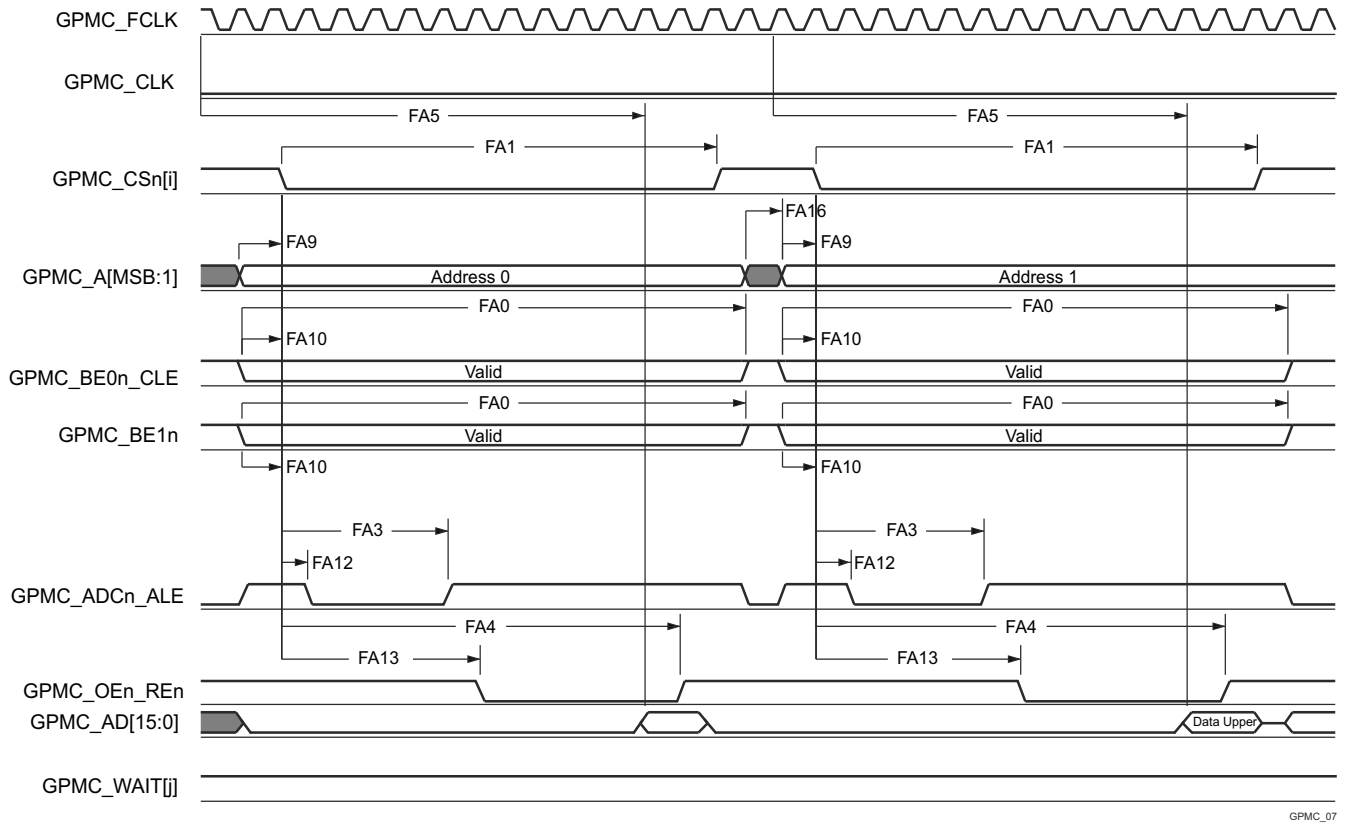 GPMC_FCLK
GPMC_CLK
FA5 FA5
FA1 FA1
GPMC_CSn[i]
FA16
FA9 FA9
GPMC_A[MSB:1] Address 0 Address 1
FA0 FA0
FA10 FA10
GPMC_BE0n_CLE Valid Valid
FA0 FA0
GPMC_BE1n Valid Valid
FA10 FA10
FA3 FA3
FA12 FA12
GPMC_ADCn_ALE
FA4 FA4
FA13 FA13
GPMC_OEn_REn
GPMC_AD[15:0] Data Upper
GPMC_WAIT[j]
GPMC_07